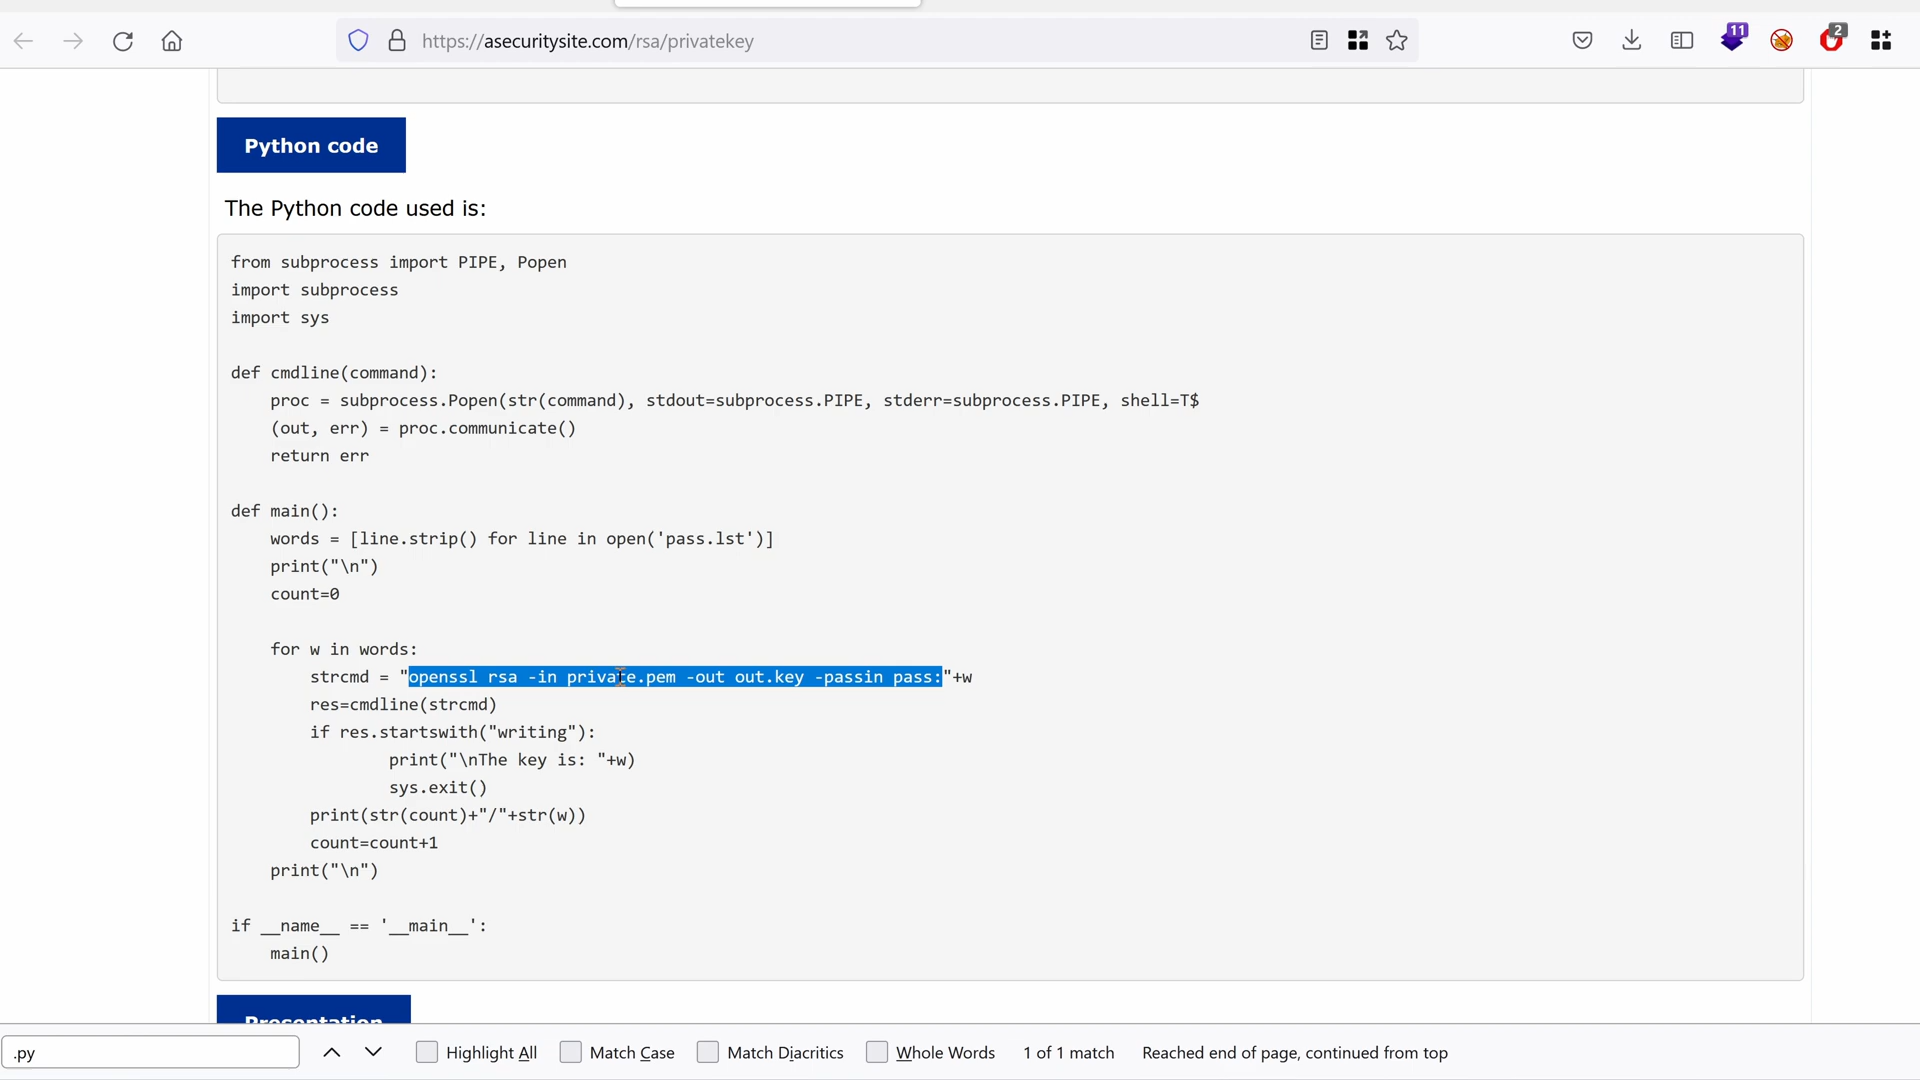 https://asecuritysite.com/rsa/privatekey
11
2
Python code
The Python code used is:
from subprocess import PIPE, Popen
import subprocess
import sys
def cmdline(command):
    proc = subprocess.Popen(str(command), stdout=subprocess.PIPE, stderr=subprocess.PIPE, shell=T$
    (out, err) = proc.communicate()
    return err
def main():
    words = [line.strip() for line in open('pass.lst')]
    print("\n")
    count=0
    for w in words:
        strcmd = "openssl rsa -in private.pem -out out.key -passin pass:"+w
        res=cmdline(strcmd)
        if res.startswith("writing"):
                print("\nThe key is: "+w)
                sys.exit()
        print(str(count)+"/"+str(w))
        count=count+1
    print("\n")
if __name__ == '__main__':
    main()
Presentation
.py
Highlight All
Match Case
Match Diacritics
Whole Words
1 of 1 match
Reached end of page, continued from top